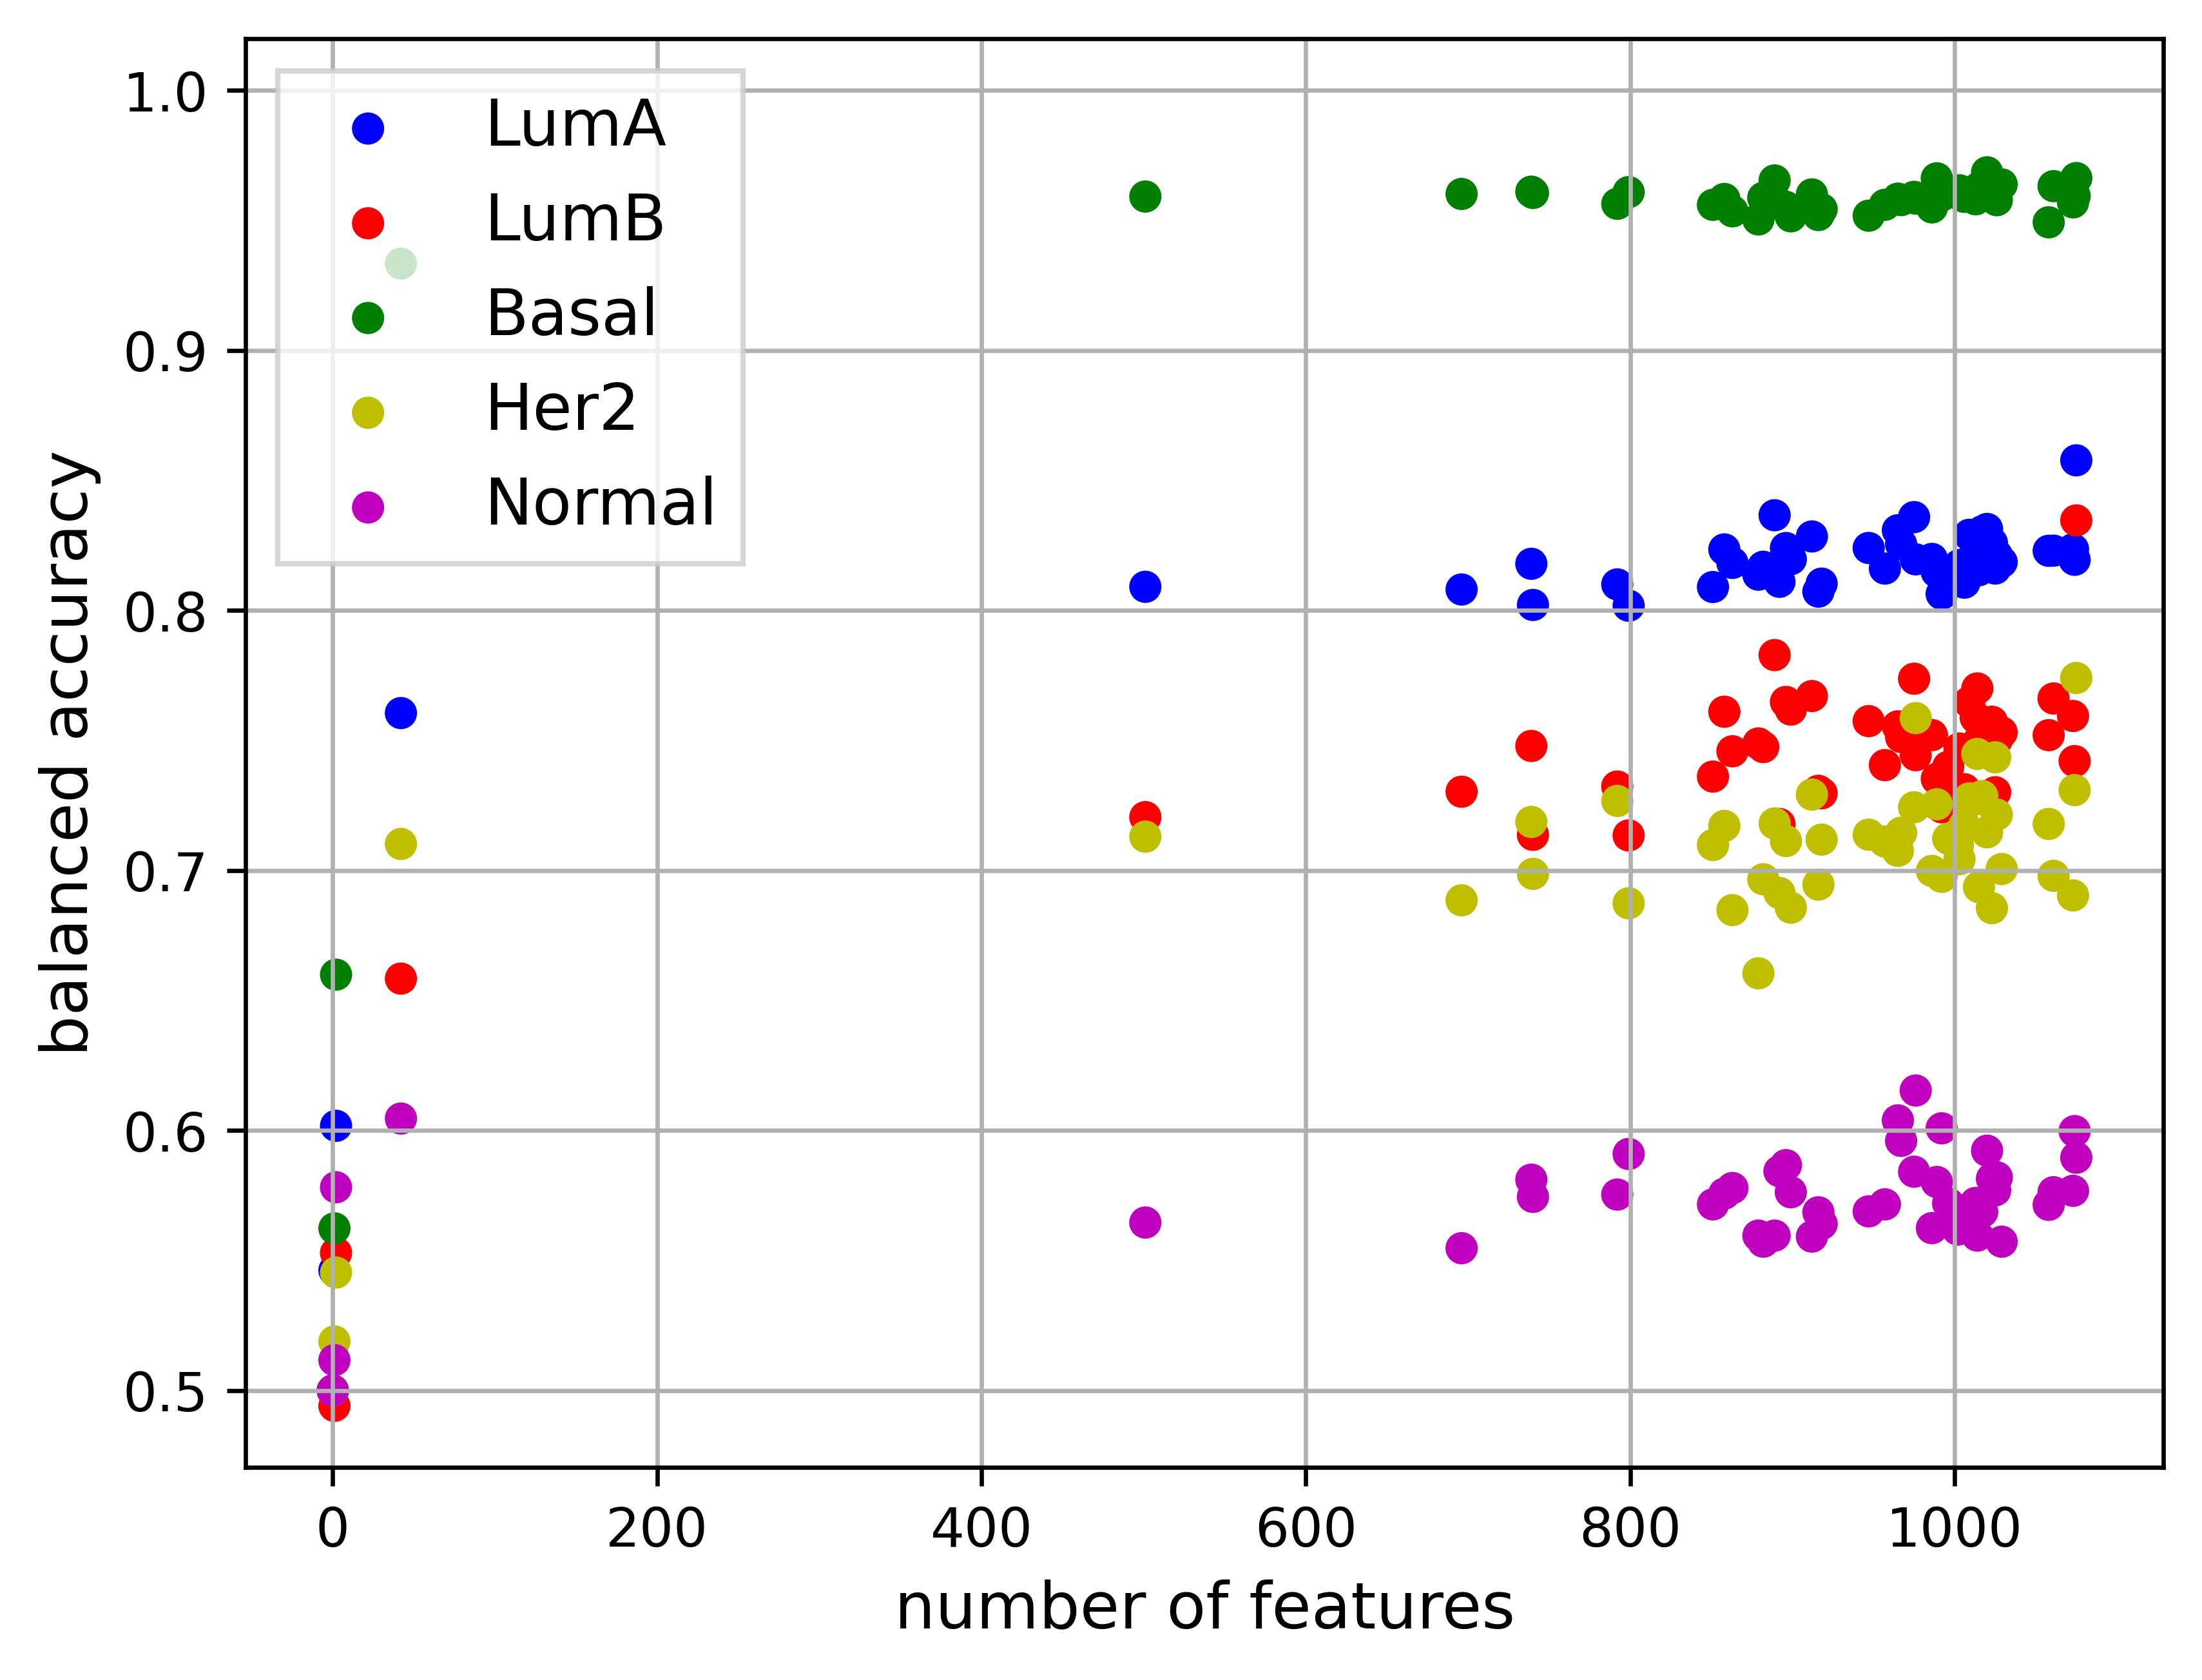 1.0
0.9
0.8
0.7
0.6
0.5
balanced accuracy
LumA
LumB
Basal
Her2
Normal
0 200 400 600 800 1000
number of features